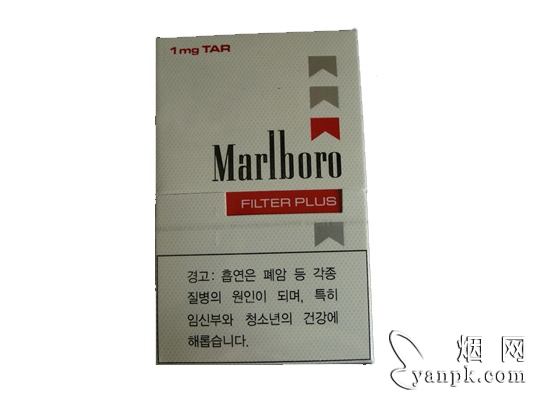 1 mg TAR
Marlboro
FILTER PLUS
경고: 흡연은 폐암 등 각종
질병의 원인이 되며, 특히
임신부와 청소년의 건강에
해롭습니다.
烟网
yanpk.com